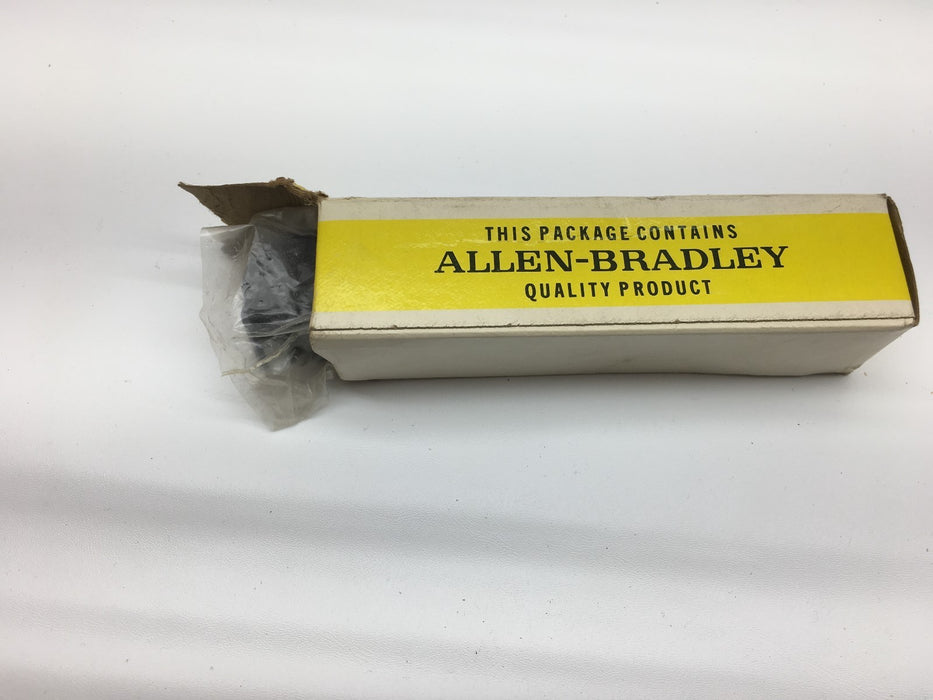 THIS PACKAGE CONTAINS
ALLEN-BRADLEY
QUALITY PRODUCT